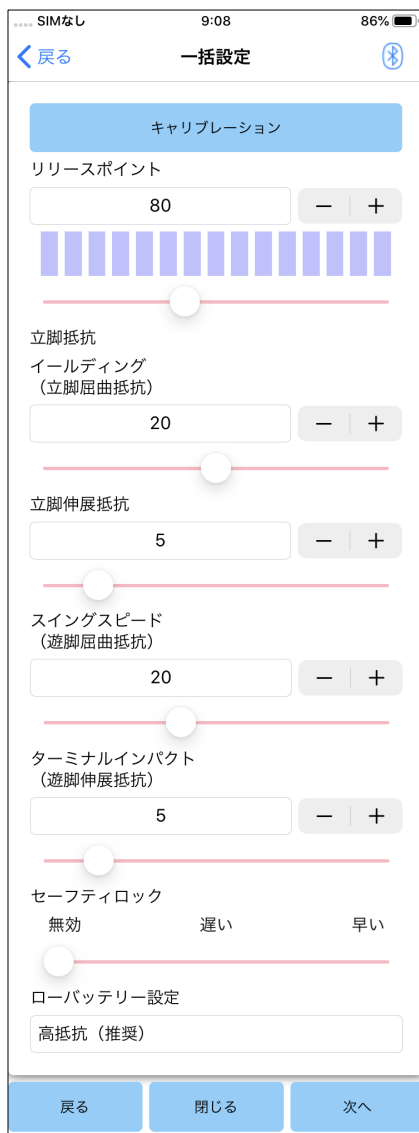 SIMなし 9:08 86%
戻る 一括設定
キャリブレーション
リリースポイント
80 − +
立脚抵抗
イールディング
（立脚屈曲抵抗）
20 − +
立脚伸展抵抗
5 − +
スイングスピード
（遊脚屈曲抵抗）
20 − +
ターミナルインパクト
（遊脚伸展抵抗）
5 − +
セーフティロック
無効 遅い 早い
ローバッテリー設定
高抵抗（推奨）
戻る 閉じる 次へ